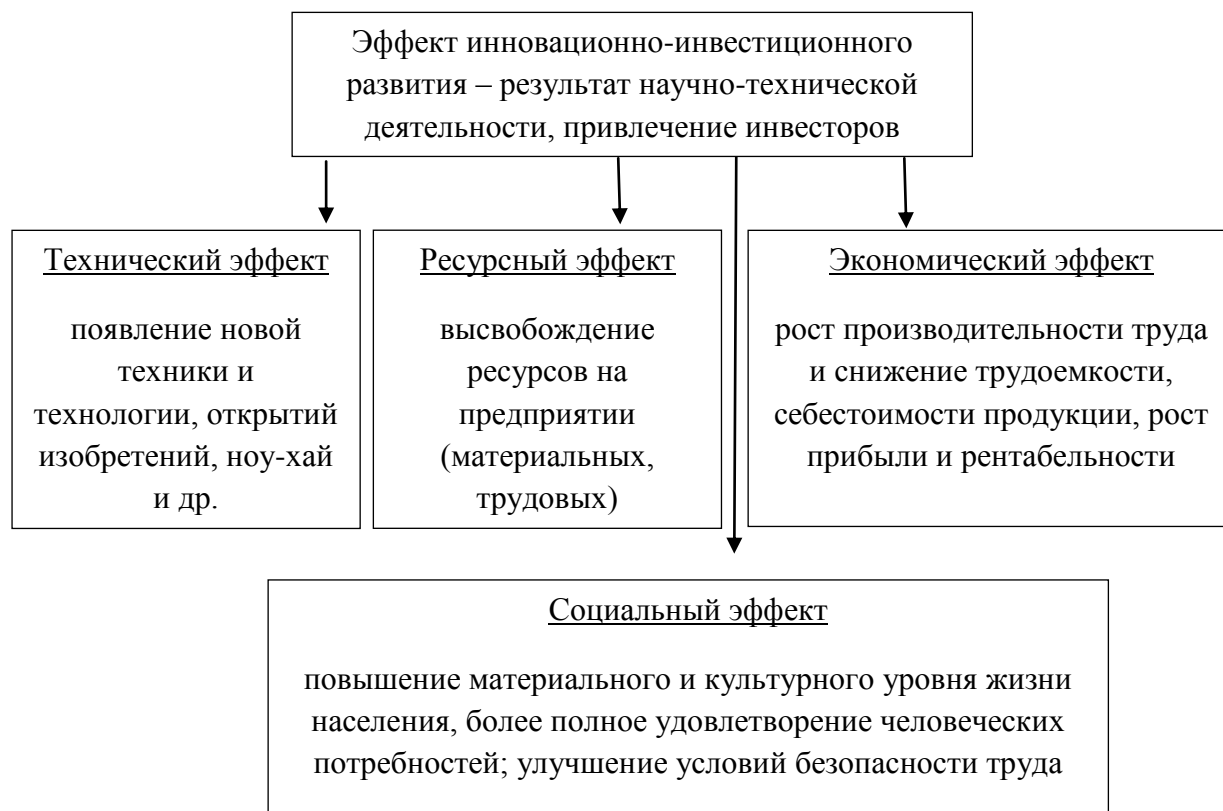 Эффект инновационно-инвестиционного
развития – результат научно-технической
деятельности, привлечение инвесторов
Технический эффект
появление новой
техники и
технологии, открытий
изобретений, ноу-хай
и др.
Ресурсный эффект
высвобождение
ресурсов на
предприятии
(материальных,
трудовых)
Экономический эффект
рост производительности труда
и снижение трудоемкости,
себестоимости продукции, рост
прибыли и рентабельности
Социальный эффект
повышение материального и культурного уровня жизни
населения, более полное удовлетворение человеческих
потребностей; улучшение условий безопасности труда